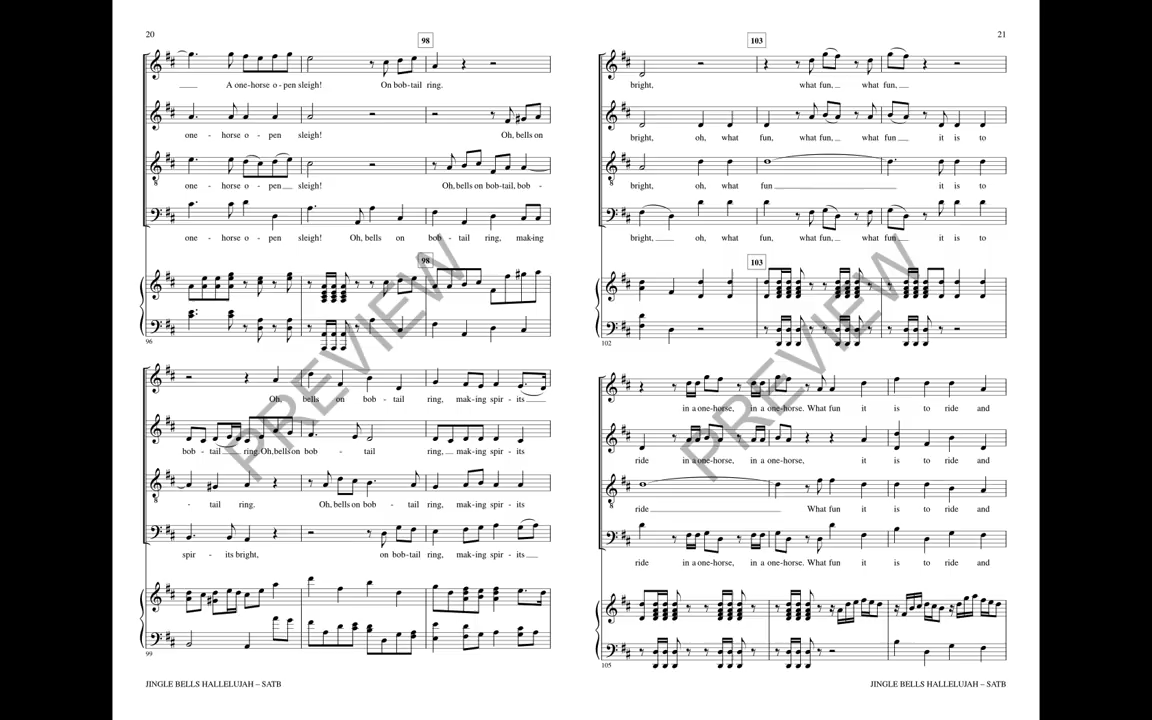 20
98
A one-horse o - pen sleigh! On bob-tail ring.
one - horse o - pen sleigh! Oh, bells on
one - horse o - pen sleigh! Oh, bells on bob-tail, bob -
one - horse o - pen sleigh! Oh, bells on bob - tail ring, making
98
96
Oh, bells on bob - tail ring, mak-ing spir - its
bob - tail ring. Oh, bells on bob - tail ring, mak-ing spir - its
- tail ring. Oh, bells on bob - tail ring, mak-ing spir - its
spir - its bright, on bob-tail ring, mak-ing spir - its
99
JINGLE BELLS HALLELUJAH – SATB
PREVIEW
21
103
bright, what fun, what fun,
bright, oh, what fun, what fun, what fun it is to
bright, oh, what fun it is to
bright, oh, what fun, what fun, what fun it is to
103
102
in a one-horse, in a one-horse. What fun it is to ride and
ride in a one-horse, in a one-horse, it is to ride and
ride What fun it is to ride and
ride in a one-horse, in a one-horse. What fun it is to ride and
105
JINGLE BELLS HALLELUJAH – SATB
PREVIEW